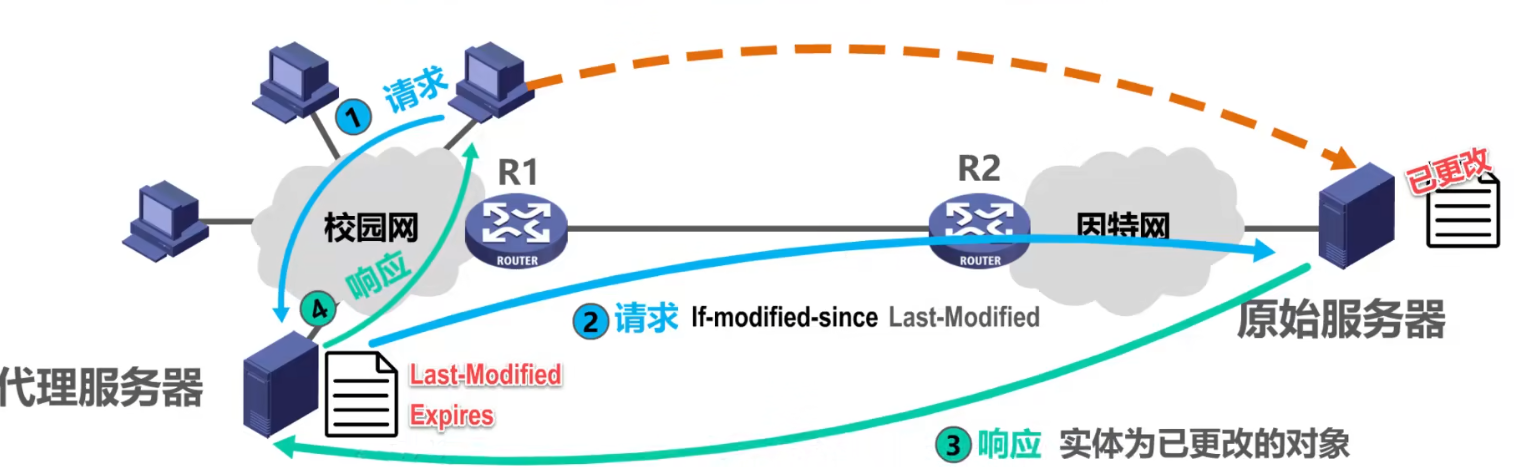 1 请求
R1
R2
已更改
校园网
因特网
ROUTER
ROUTER
4 响应
2 请求 If-modified-since Last-Modified
原始服务器
代理服务器
Last-Modified
Expires
3 响应 实体为已更改的对象